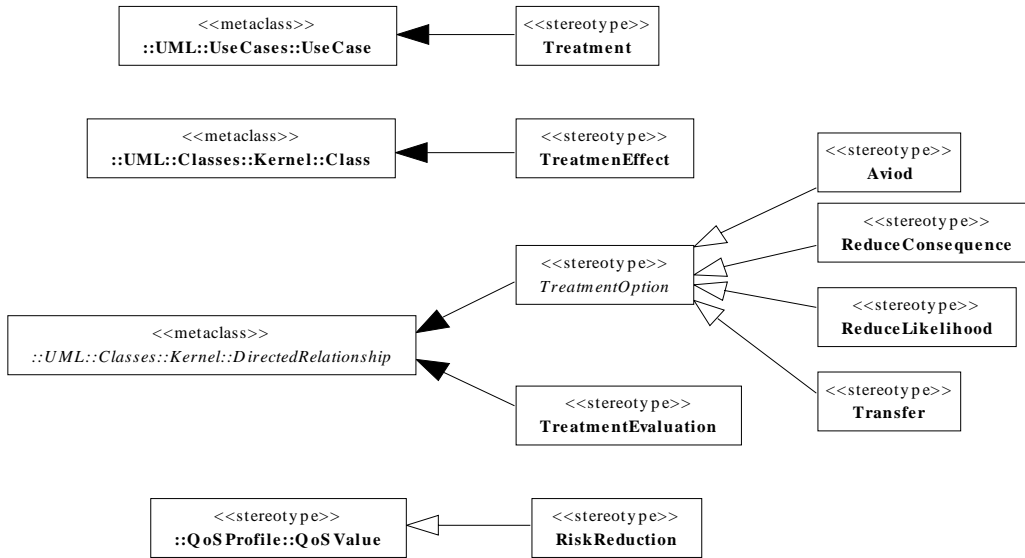 <<metaclass>>
::UML::UseCases::UseCase
<<stereotype>>
Treatment
<<metaclass>>
::UML::Classes::Kernel::Class
<<stereotype>>
TreatmenEffect
<<stereotype>>
Aviod
<<stereotype>>
ReduceConsequence
<<stereotype>>
TreatmentOption
<<stereotype>>
ReduceLikelihood
<<metaclass>>
::UML::Classes::Kernel::DirectedRelationship
<<stereotype>>
TreatmentEvaluation
<<stereotype>>
Transfer
<<stereotype>>
::QoSProfile::QoSValue
<<stereotype>>
RiskReduction